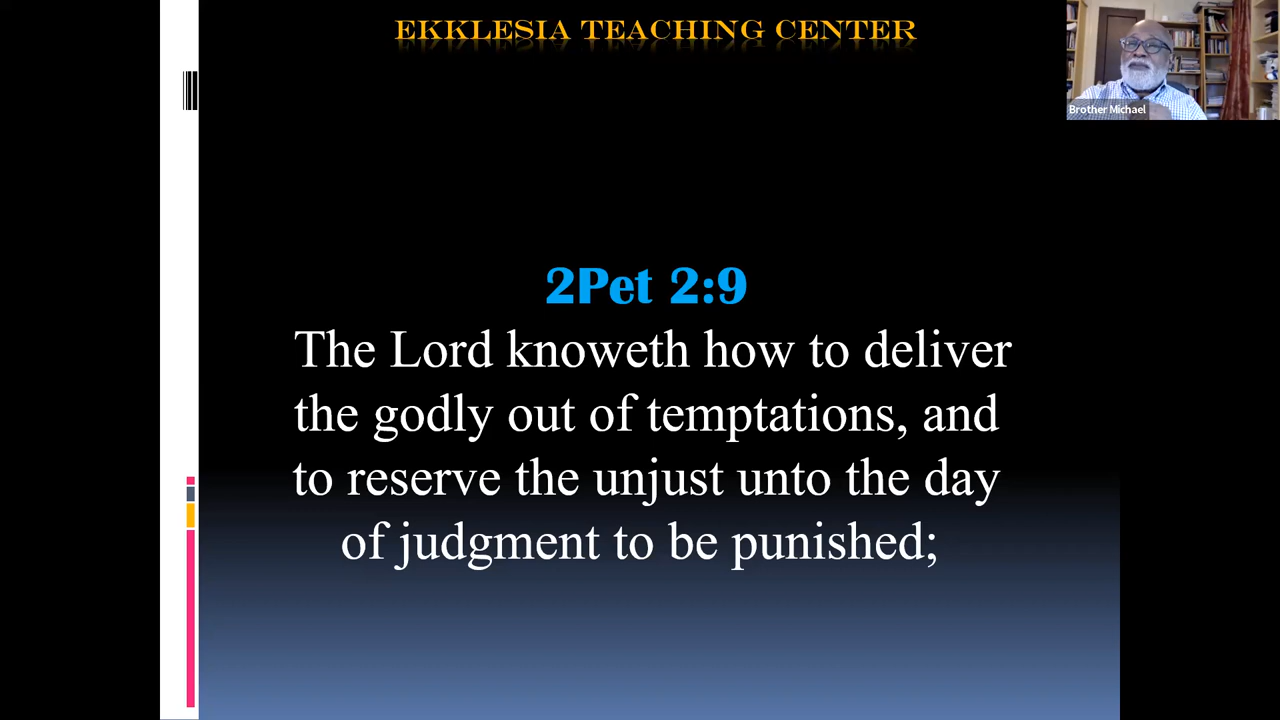 EKKLESIA TEACHING CENTER
Brother Michael
2Pet 2:9
The Lord knoweth how to deliver
the godly out of temptations, and
to reserve the unjust unto the day
of judgment to be punished;